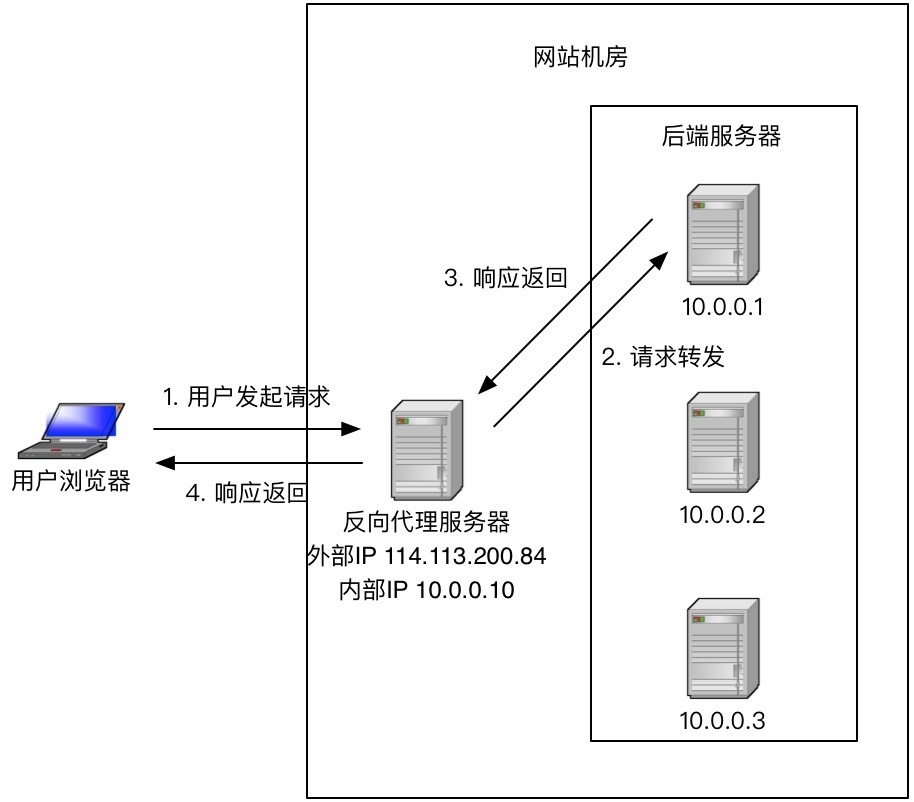 网站机房
后端服务器
10.0.0.1
3. 响应返回
2. 请求转发
1. 用户发起请求
用户浏览器
4. 响应返回
反向代理服务器
外部IP 114.113.200.84
内部IP 10.0.0.10
10.0.0.2
10.0.0.3